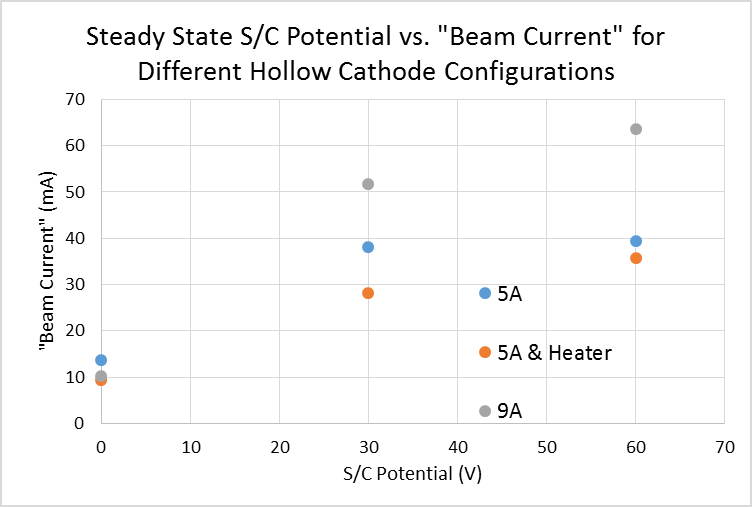 Steady State S/C Potential vs. "Beam Current" for
Different Hollow Cathode Configurations
70
60
50
40
30
20
10
0
"Beam Current" (mA)
5A
5A & Heater
9A
0 10 20 30 40 50 60 70
S/C Potential (V)